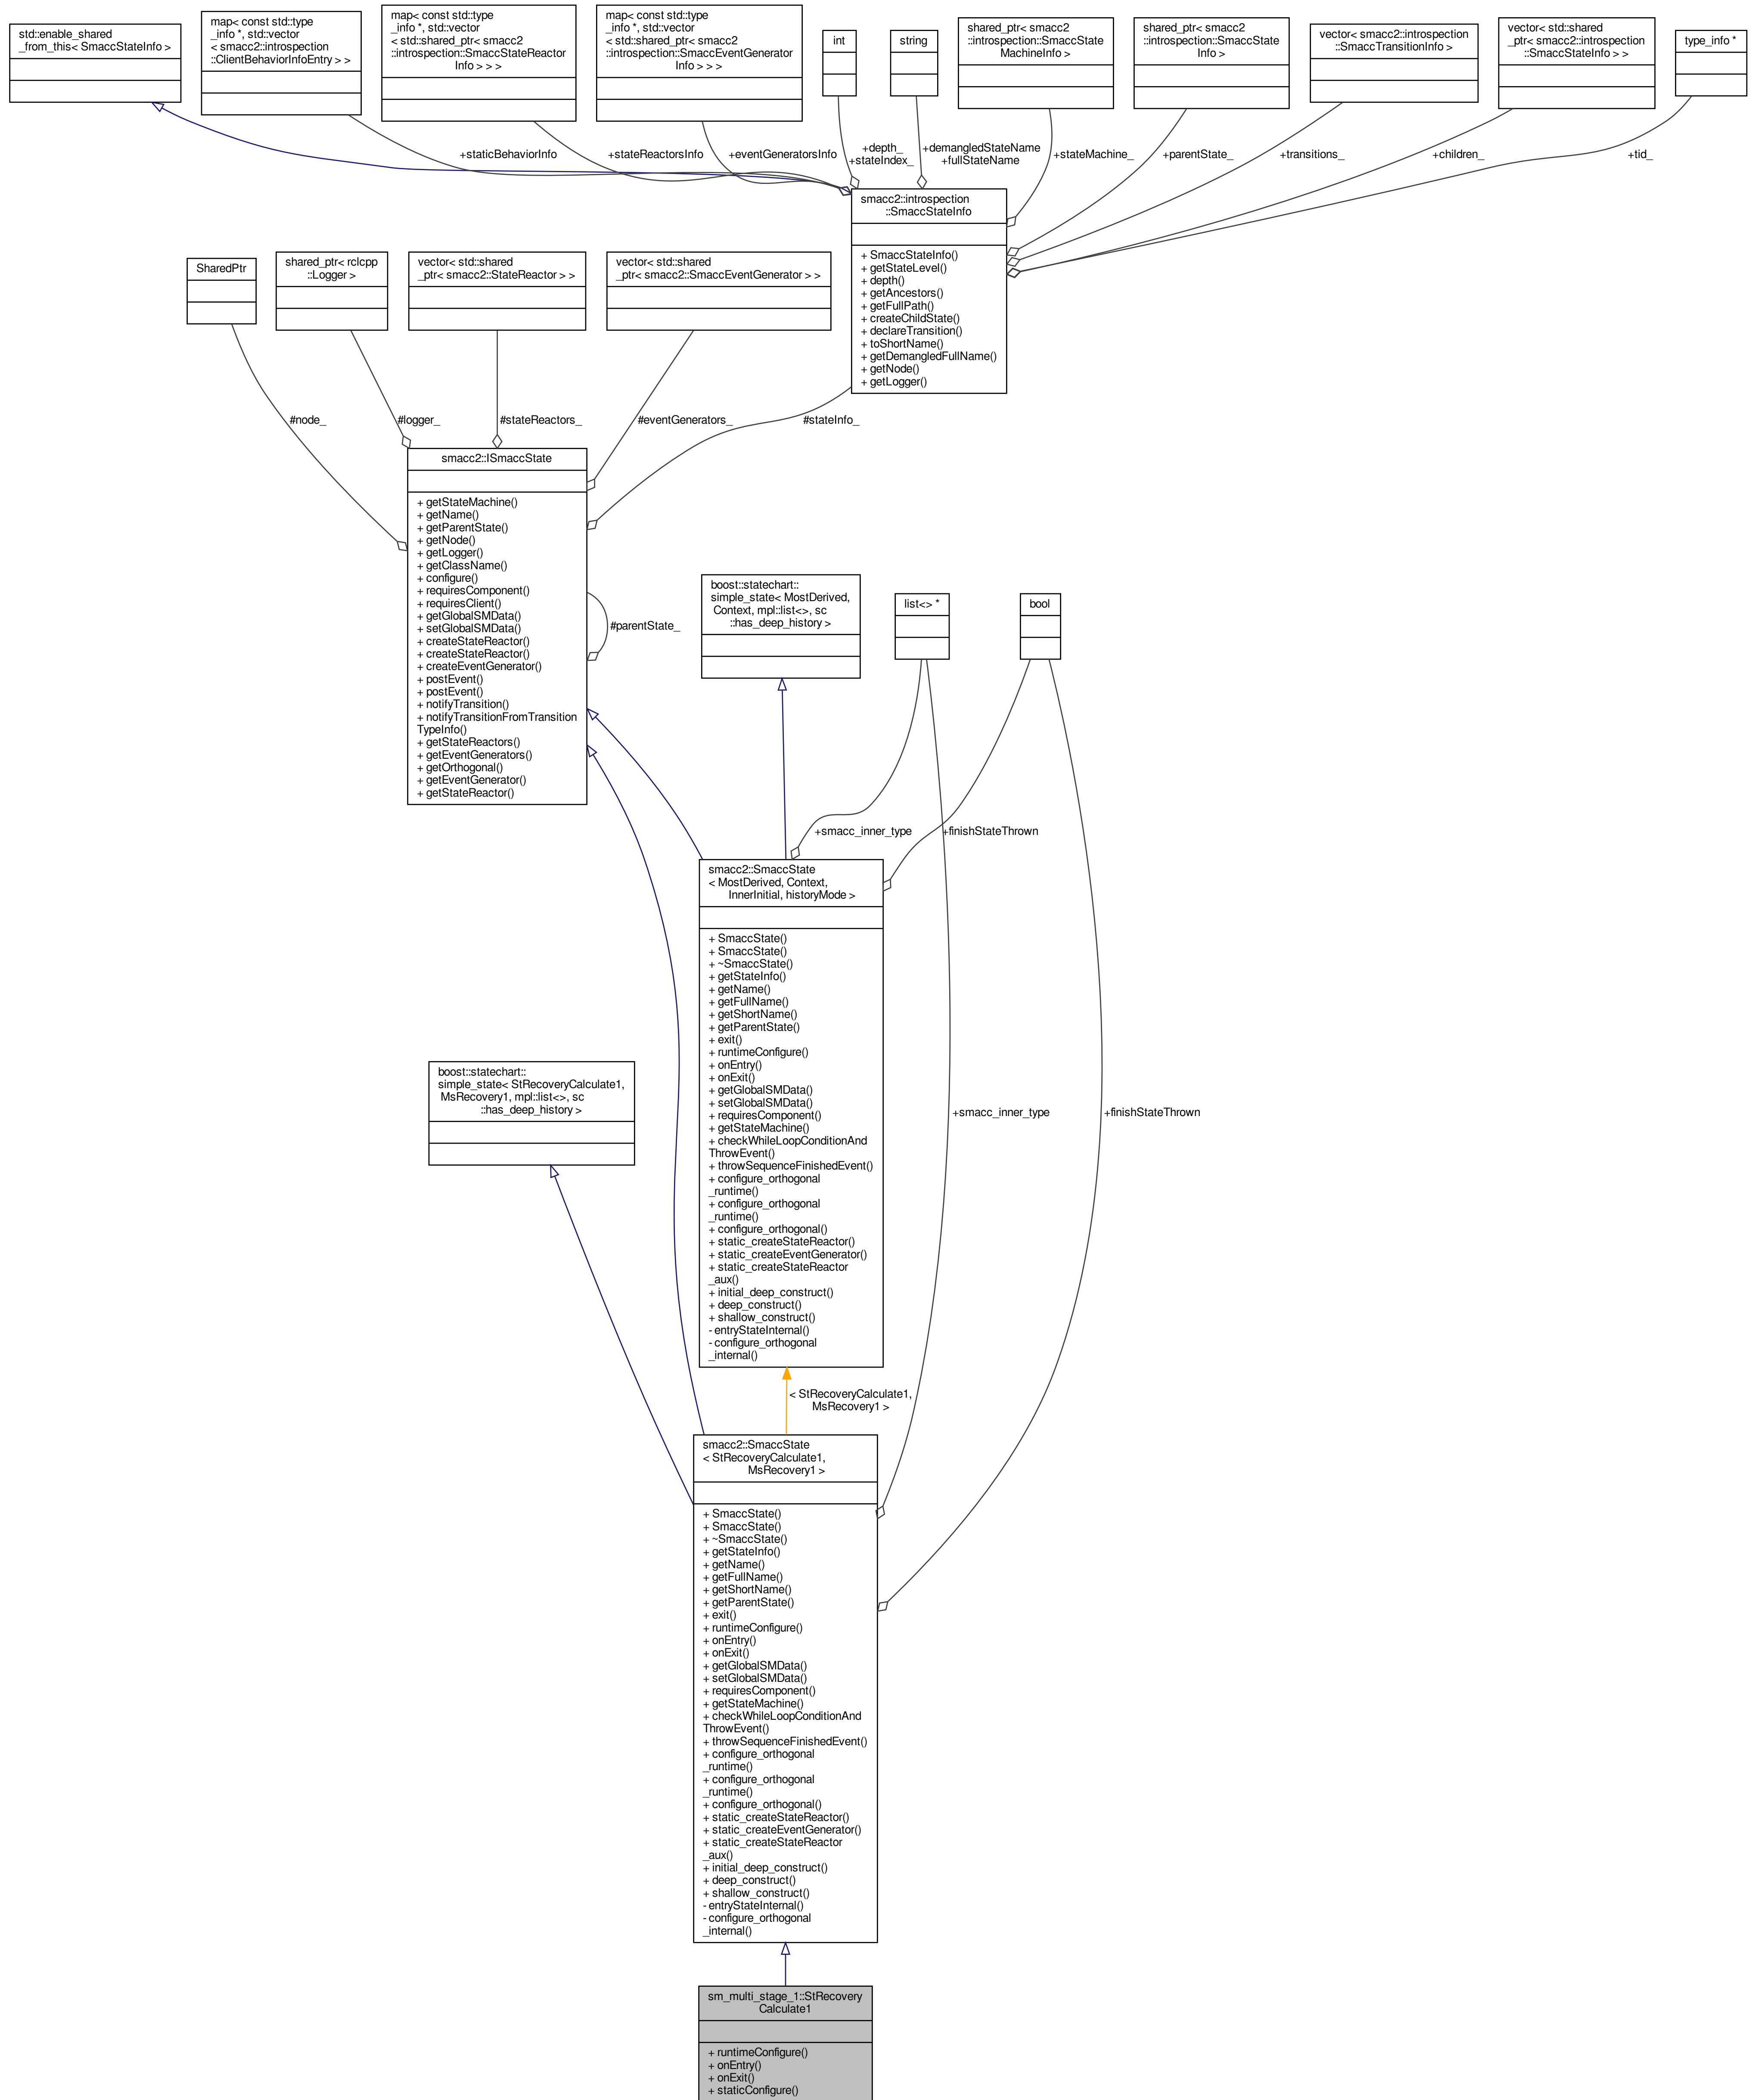 std::enable_shared
_from_this< SmaccStateInfo >
map< const std::type
_info *, std::vector
< smacc2::introspection
::ClientBehaviorInfoEntry > >
map< const std::type
_info *, std::vector
< std::shared_ptr< smacc2
::introspection::SmaccStateReactor
Info > > >
map< const std::type
_info *, std::vector
< std::shared_ptr< smacc2
::introspection::SmaccEventGenerator
Info > > >
int
string
shared_ptr< smacc2
::introspection::SmaccState
MachineInfo >
shared_ptr< smacc2
::introspection::SmaccState
Info >
vector< smacc2::introspection
::SmaccTransitionInfo >
vector< std::shared
_ptr< smacc2::introspection
::SmaccStateInfo > >
type_info *
+staticBehaviorInfo
+stateReactorsInfo
+eventGeneratorsInfo
+depth_
+stateIndex_
+demangledStateName
+fullStateName
+stateMachine_
+parentState_
+transitions_
+children_
+tid_
smacc2::introspection
::SmaccStateInfo
+ SmaccStateInfo()
+ getStateLevel()
+ depth()
+ getAncestors()
+ getFullPath()
+ createChildState()
+ declareTransition()
+ toShortName()
+ getDemangledFullName()
+ getNode()
+ getLogger()
SharedPtr
shared_ptr< rclcpp
::Logger >
vector< std::shared
_ptr< smacc2::StateReactor > >
vector< std::shared
_ptr< smacc2::SmaccEventGenerator > >
#node_
#logger_
#stateReactors_
#eventGenerators_
#stateInfo_
smacc2::ISmaccState
+ getStateMachine()
+ getName()
+ getParentState()
+ getNode()
+ getLogger()
+ getClassName()
+ configure()
+ requiresComponent()
+ requiresClient()
+ getGlobalSMData()
+ setGlobalSMData()
+ createStateReactor()
+ createStateReactor()
+ createEventGenerator()
+ postEvent()
+ postEvent()
+ notifyTransition()
+ notifyTransitionFromTransition
TypeInfo()
+ getStateReactors()
+ getEventGenerators()
+ getOrthogonal()
+ getEventGenerator()
+ getStateReactor()
#parentState_
boost::statechart::
simple_state< MostDerived,
Context, mpl::list<>, sc
::has_deep_history >
list<> *
bool
+smacc_inner_type
+finishStateThrown
smacc2::SmaccState
< MostDerived, Context,
InnerInitial, historyMode >
+ SmaccState()
+ SmaccState()
+ ~SmaccState()
+ getStateInfo()
+ getName()
+ getFullName()
+ getShortName()
+ getParentState()
+ exit()
+ runtimeConfigure()
+ onEntry()
+ onExit()
+ getGlobalSMData()
+ setGlobalSMData()
+ requiresComponent()
+ getStateMachine()
+ checkWhileLoopConditionAnd
ThrowEvent()
+ throwSequenceFinishedEvent()
+ configure_orthogonal
_runtime()
+ configure_orthogonal
_runtime()
+ configure_orthogonal()
+ static_createStateReactor()
+ static_createEventGenerator()
+ static_createStateReactor
_aux()
+ initial_deep_construct()
+ deep_construct()
+ shallow_construct()
- entryStateInternal()
- configure_orthogonal
_internal()
boost::statechart::
simple_state< StRecoveryCalculate1,
MsRecovery1, mpl::list<>, sc
::has_deep_history >
+smacc_inner_type
+finishStateThrown
< StRecoveryCalculate1,
MsRecovery1 >
smacc2::SmaccState
< StRecoveryCalculate1,
MsRecovery1 >
+ SmaccState()
+ SmaccState()
+ ~SmaccState()
+ getStateInfo()
+ getName()
+ getFullName()
+ getShortName()
+ getParentState()
+ exit()
+ runtimeConfigure()
+ onEntry()
+ onExit()
+ getGlobalSMData()
+ setGlobalSMData()
+ requiresComponent()
+ getStateMachine()
+ checkWhileLoopConditionAnd
ThrowEvent()
+ throwSequenceFinishedEvent()
+ configure_orthogonal
_runtime()
+ configure_orthogonal
_runtime()
+ configure_orthogonal()
+ static_createStateReactor()
+ static_createEventGenerator()
+ static_createStateReactor
_aux()
+ initial_deep_construct()
+ deep_construct()
+ shallow_construct()
- entryStateInternal()
- configure_orthogonal
_internal()
sm_multi_stage_1::StRecovery
Calculate1
+ runtimeConfigure()
+ onEntry()
+ onExit()
+ staticConfigure()